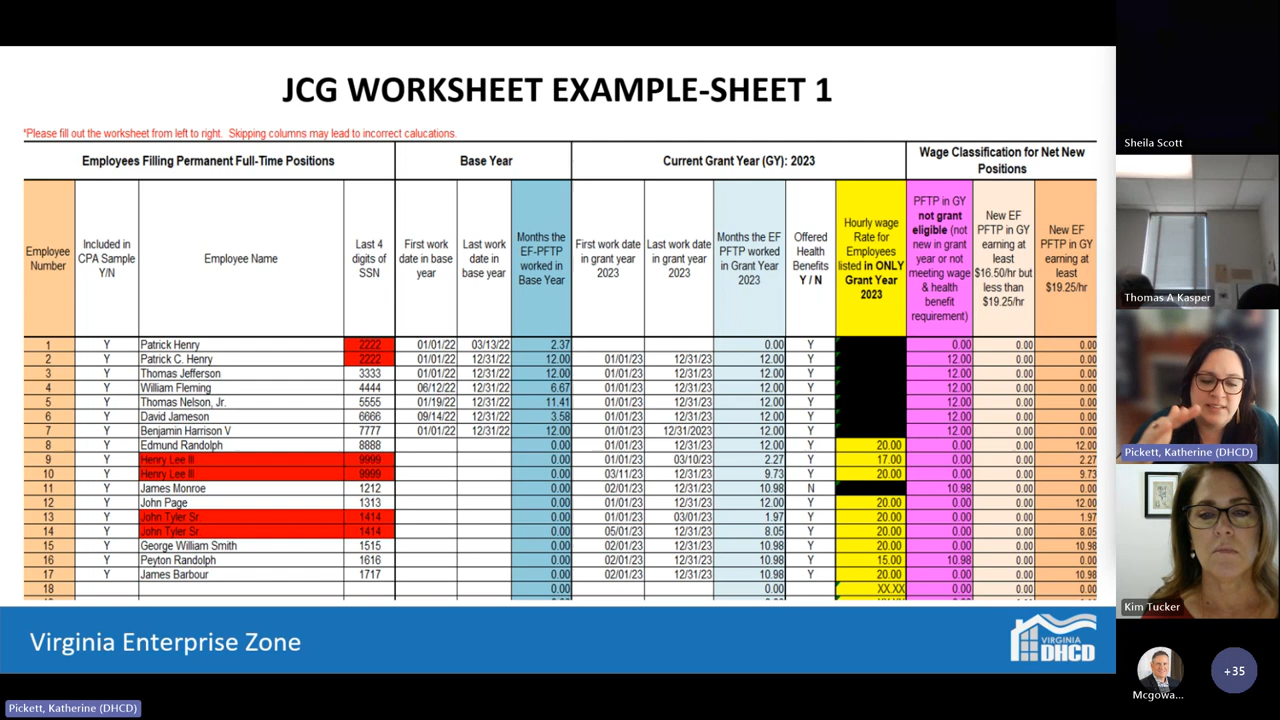 JCG WORKSHEET EXAMPLE-SHEET 1
*Please fill out the worksheet from left to right. Skipping columns may lead to incorrect calucations.
Employees Filling Permanent Full-Time Positions Base Year Current Grant Year (GY): 2023 Wage Classification for Net New Positions
Employee Number Included in CPA Sample Y/N Employee Name Last 4 digits of SSN First work date in base year Last work date in base year Months the EF-PFTP worked in Base Year First work date in grant year 2023 Last work date in grant year 2023 Months the EF PFTP worked in Grant Year 2023 Offered Health Benefits Y / N Hourly wage Rate for Employees listed in ONLY Grant Year 2023 PFTP in GY not grant eligible (not new in grant year or not meeting wage & health benefit requirement) New EF PFTP in GY earning at least $16.50/hr but less than $19.25/hr New EF PFTP in GY earning at least $19.25/hr
1 Y Patrick Henry 2222 01/01/22 03/13/22 2.37 0.00 Y 0.00 0.00 0.00
2 Y Patrick C. Henry 2222 01/01/22 12/31/22 12.00 01/01/23 12/31/23 12.00 Y 12.00 0.00 0.00
3 Y Thomas Jefferson 3333 01/01/22 12/31/22 12.00 01/01/23 12/31/23 12.00 Y 12.00 0.00 0.00
4 Y William Fleming 4444 06/12/22 12/31/22 6.67 01/01/23 12/31/23 12.00 Y 12.00 0.00 0.00
5 Y Thomas Nelson, Jr. 5555 01/19/22 12/31/22 11.41 01/01/23 12/31/23 12.00 Y 12.00 0.00 0.00
6 Y David Jameson 6666 09/14/22 12/31/22 3.58 01/01/23 12/31/23 12.00 Y 12.00 0.00 0.00
7 Y Benjamin Harrison V 7777 01/01/22 12/31/22 12.00 01/01/23 12/31/2023 12.00 Y 12.00 0.00 0.00
8 Y Edmund Randolph 8888 0.00 01/01/23 12/31/23 12.00 Y 20.00 0.00 0.00 12.00
9 Y Henry Lee III 9999 0.00 01/01/23 03/10/23 2.27 Y 17.00 0.00 0.00 2.27
10 Y Henry Lee III 9999 0.00 03/11/23 12/31/23 9.73 Y 20.00 0.00 0.00 9.73
11 Y James Monroe 1212 0.00 02/01/23 12/31/23 10.98 N 10.98 0.00 0.00
12 Y John Page 1313 0.00 01/01/23 12/31/23 12.00 Y 20.00 0.00 0.00 12.00
13 Y John Tyler Sr. 1414 0.00 01/01/23 03/01/23 1.97 Y 20.00 0.00 0.00 1.97
14 Y John Tyler Sr. 1414 0.00 05/01/23 12/31/23 8.05 Y 20.00 0.00 0.00 8.05
15 Y George William Smith 1515 0.00 02/01/23 12/31/23 10.98 Y 20.00 0.00 0.00 10.98
16 Y Peyton Randolph 1616 0.00 02/01/23 12/31/23 10.98 Y 15.00 10.98 0.00 0.00
17 Y James Barbour 1717 0.00 02/01/23 12/31/23 10.98 Y 20.00 0.00 0.00 10.98
18 0.00 0.00 XX.XX 0.00 0.00 0.00
Virginia Enterprise Zone
VIRGINIA
DHCD
Sheila Scott
Thomas A Kasper
Pickett, Katherine (DHCD)
Kim Tucker
Mcgowa...
+35
Pickett, Katherine (DHCD)